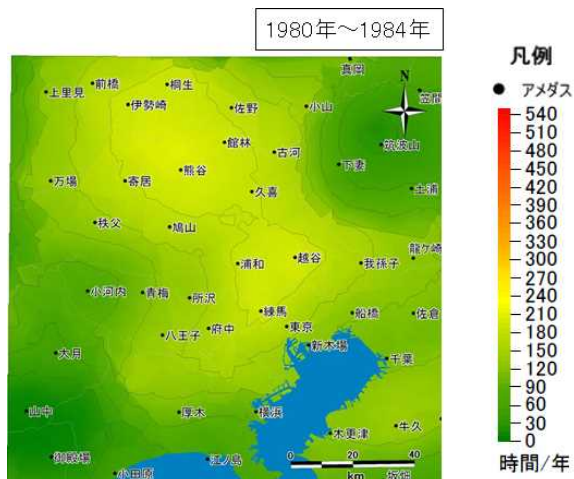 1980年～1984年
凡例
アメダス
真岡
N
笠間
上里見
前橋
桐生
伊勢崎
佐野
小山
館林
古河
筑波山
下妻
熊谷
万場
寄居
久喜
土浦
秩父
鳩山
浦和
越谷
我孫子
龍ケ崎
小河内
青梅
所沢
練馬
船橋
佐倉
八王子
府中
東京
新木場
大月
千葉
山中
厚木
横浜
木更津
牛久
御殿場
小田原
江ノ島
0 20 40
km
坂畑
540
510
480
450
420
390
360
330
300
270
240
210
180
150
120
90
60
30
0
時間/年